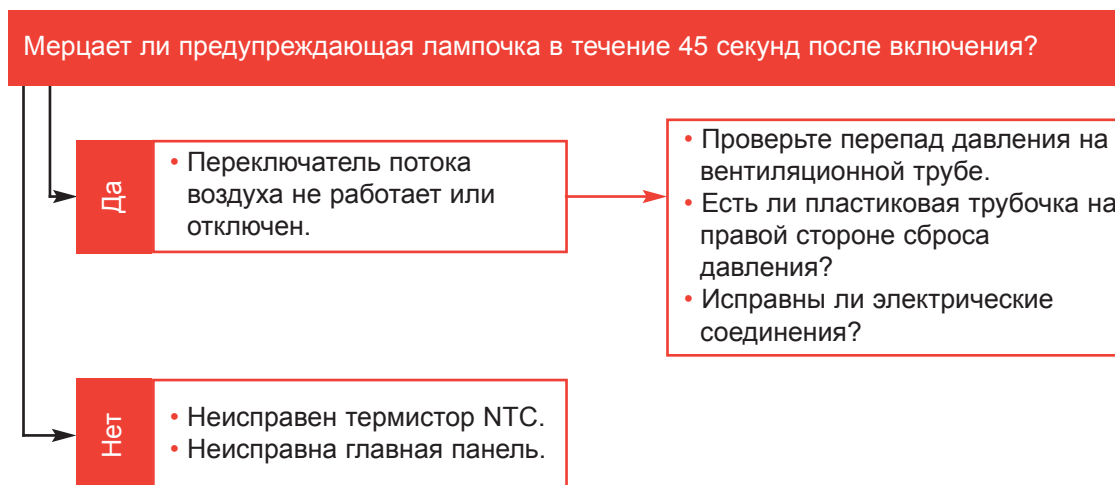 Мерцает ли предупреждающая лампочка в течение 45 секунд после включения?
Да
• Переключатель потока
воздуха не работает или
отключен.
• Проверьте перепад давления на
вентиляционной трубе.
• Есть ли пластиковая трубочка на
правой стороне сброса
давления?
• Исправны ли электрические
соединения?
Нет
• Неисправен термистор NTC.
• Неисправна главная панель.